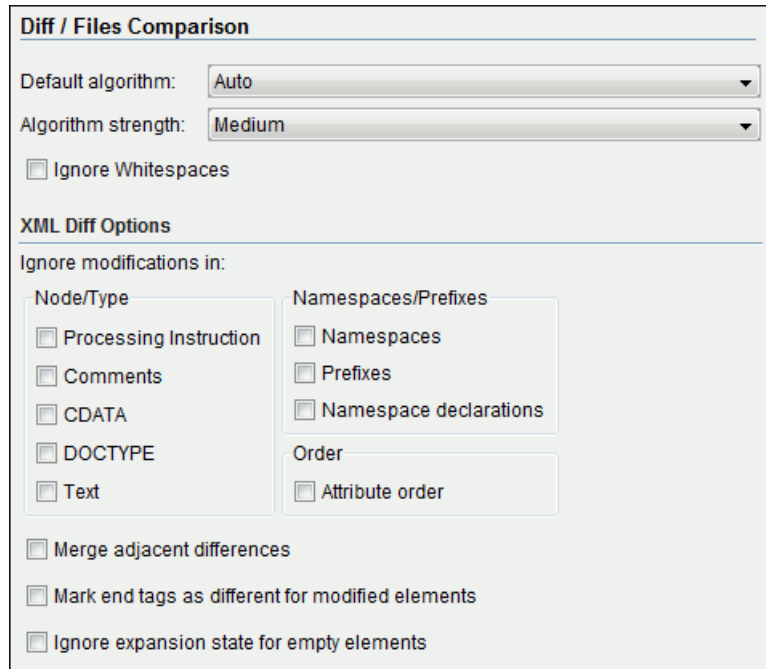 Diff / Files Comparison
Default algorithm: Auto
Algorithm strength: Medium
Ignore Whitespaces
XML Diff Options
Ignore modifications in:
Node/Type
Processing Instruction
Comments
CDATA
DOCTYPE
Text
Namespaces/Prefixes
Namespaces
Prefixes
Namespace declarations
Order
Attribute order
Merge adjacent differences
Mark end tags as different for modified elements
Ignore expansion state for empty elements